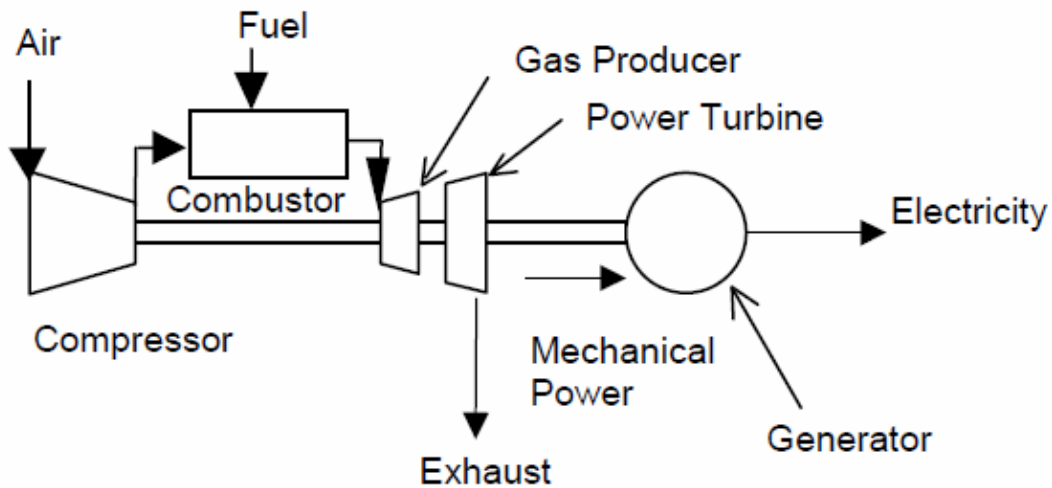 Fuel
Air
Gas Producer
Power Turbine
Combustor
Electricity
Compressor
Mechanical
Power
Generator
Exhaust